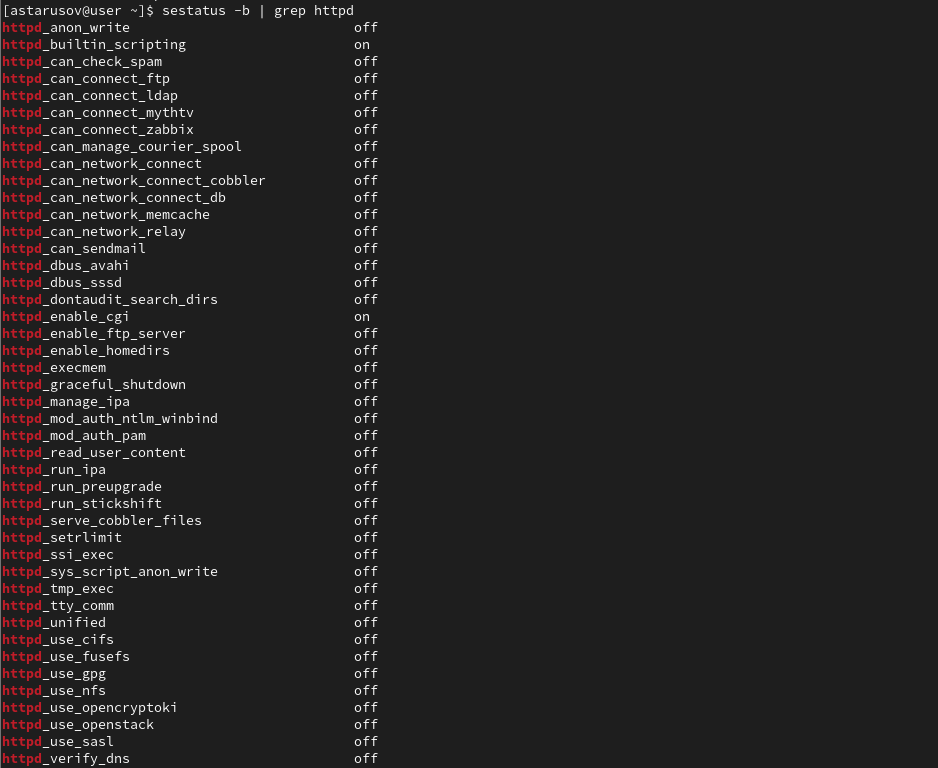 [astarusov@user ~]$ sestatus -b | grep httpd
httpd_anon_write                            off
httpd_builtin_scripting                     on
httpd_can_check_spam                        off
httpd_can_connect_ftp                       off
httpd_can_connect_ldap                      off
httpd_can_connect_mythtv                    off
httpd_can_connect_zabbix                    off
httpd_can_manage_courier_spool              off
httpd_can_network_connect                   off
httpd_can_network_connect_cobbler           off
httpd_can_network_connect_db                off
httpd_can_network_memcache                  off
httpd_can_network_relay                     off
httpd_can_sendmail                          off
httpd_dbus_avahi                            off
httpd_dbus_sssd                             off
httpd_dontaudit_search_dirs                 off
httpd_enable_cgi                            on
httpd_enable_ftp_server                     off
httpd_enable_homedirs                       off
httpd_execmem                               off
httpd_graceful_shutdown                     off
httpd_manage_ipa                            off
httpd_mod_auth_ntlm_winbind                 off
httpd_mod_auth_pam                          off
httpd_read_user_content                     off
httpd_run_ipa                               off
httpd_run_preupgrade                        off
httpd_run_stickshift                        off
httpd_serve_cobbler_files                   off
httpd_setrlimit                             off
httpd_ssi_exec                              off
httpd_sys_script_anon_write                 off
httpd_tmp_exec                              off
httpd_tty_comm                              off
httpd_unified                               off
httpd_use_cifs                              off
httpd_use_fusefs                            off
httpd_use_gpg                               off
httpd_use_nfs                               off
httpd_use_opencryptoki                      off
httpd_use_openstack                         off
httpd_use_sasl                              off
httpd_verify_dns                            off